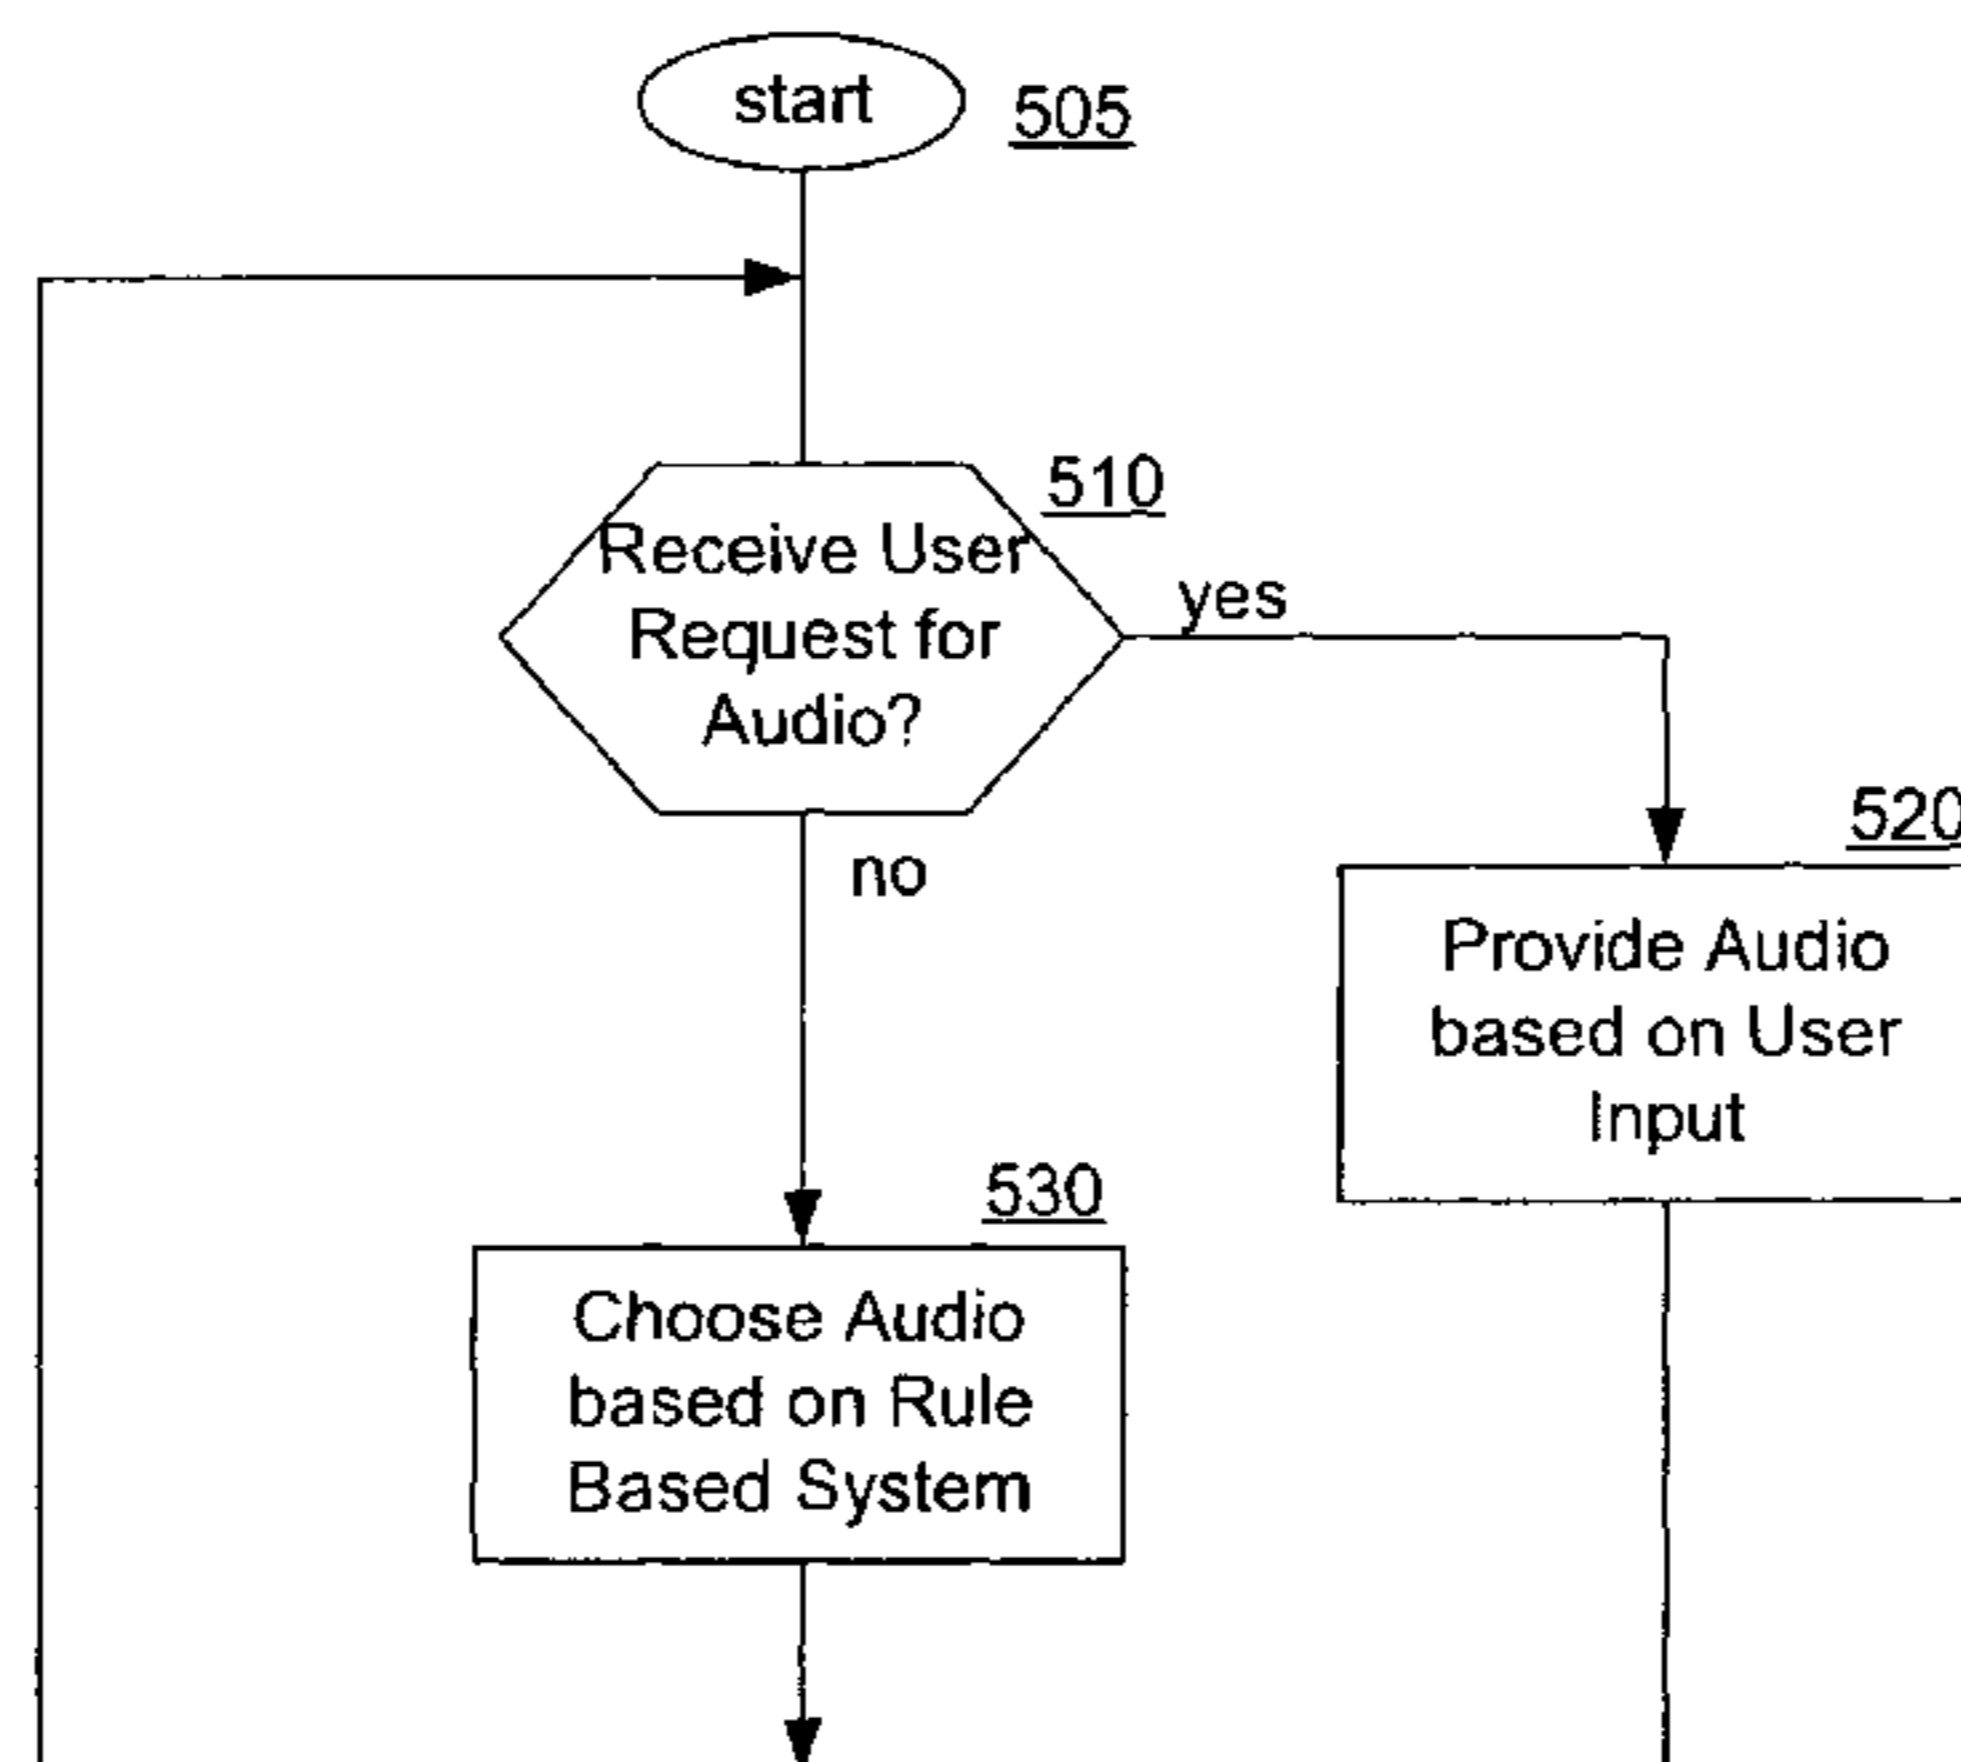 start
505
510
Receive User
Request for
Audio?
yes
no
520
Provide Audio
based on User
Input
530
Choose Audio
based on Rule
Based System